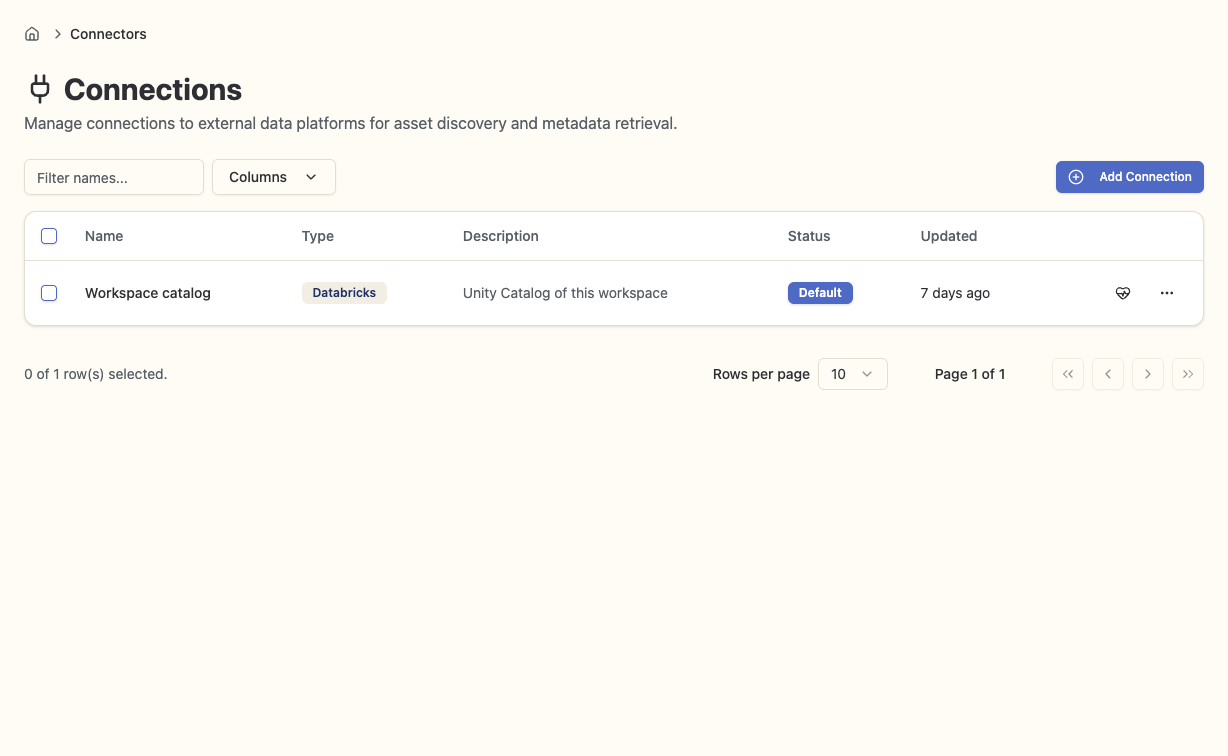 Connectors
Connections
Manage connections to external data platforms for asset discovery and metadata retrieval.
Filter names...
Columns
Add Connection
Name Type Description Status Updated
Workspace catalog Databricks Unity Catalog of this workspace Default 7 days ago
0 of 1 row(s) selected.
Rows per page 10 Page 1 of 1